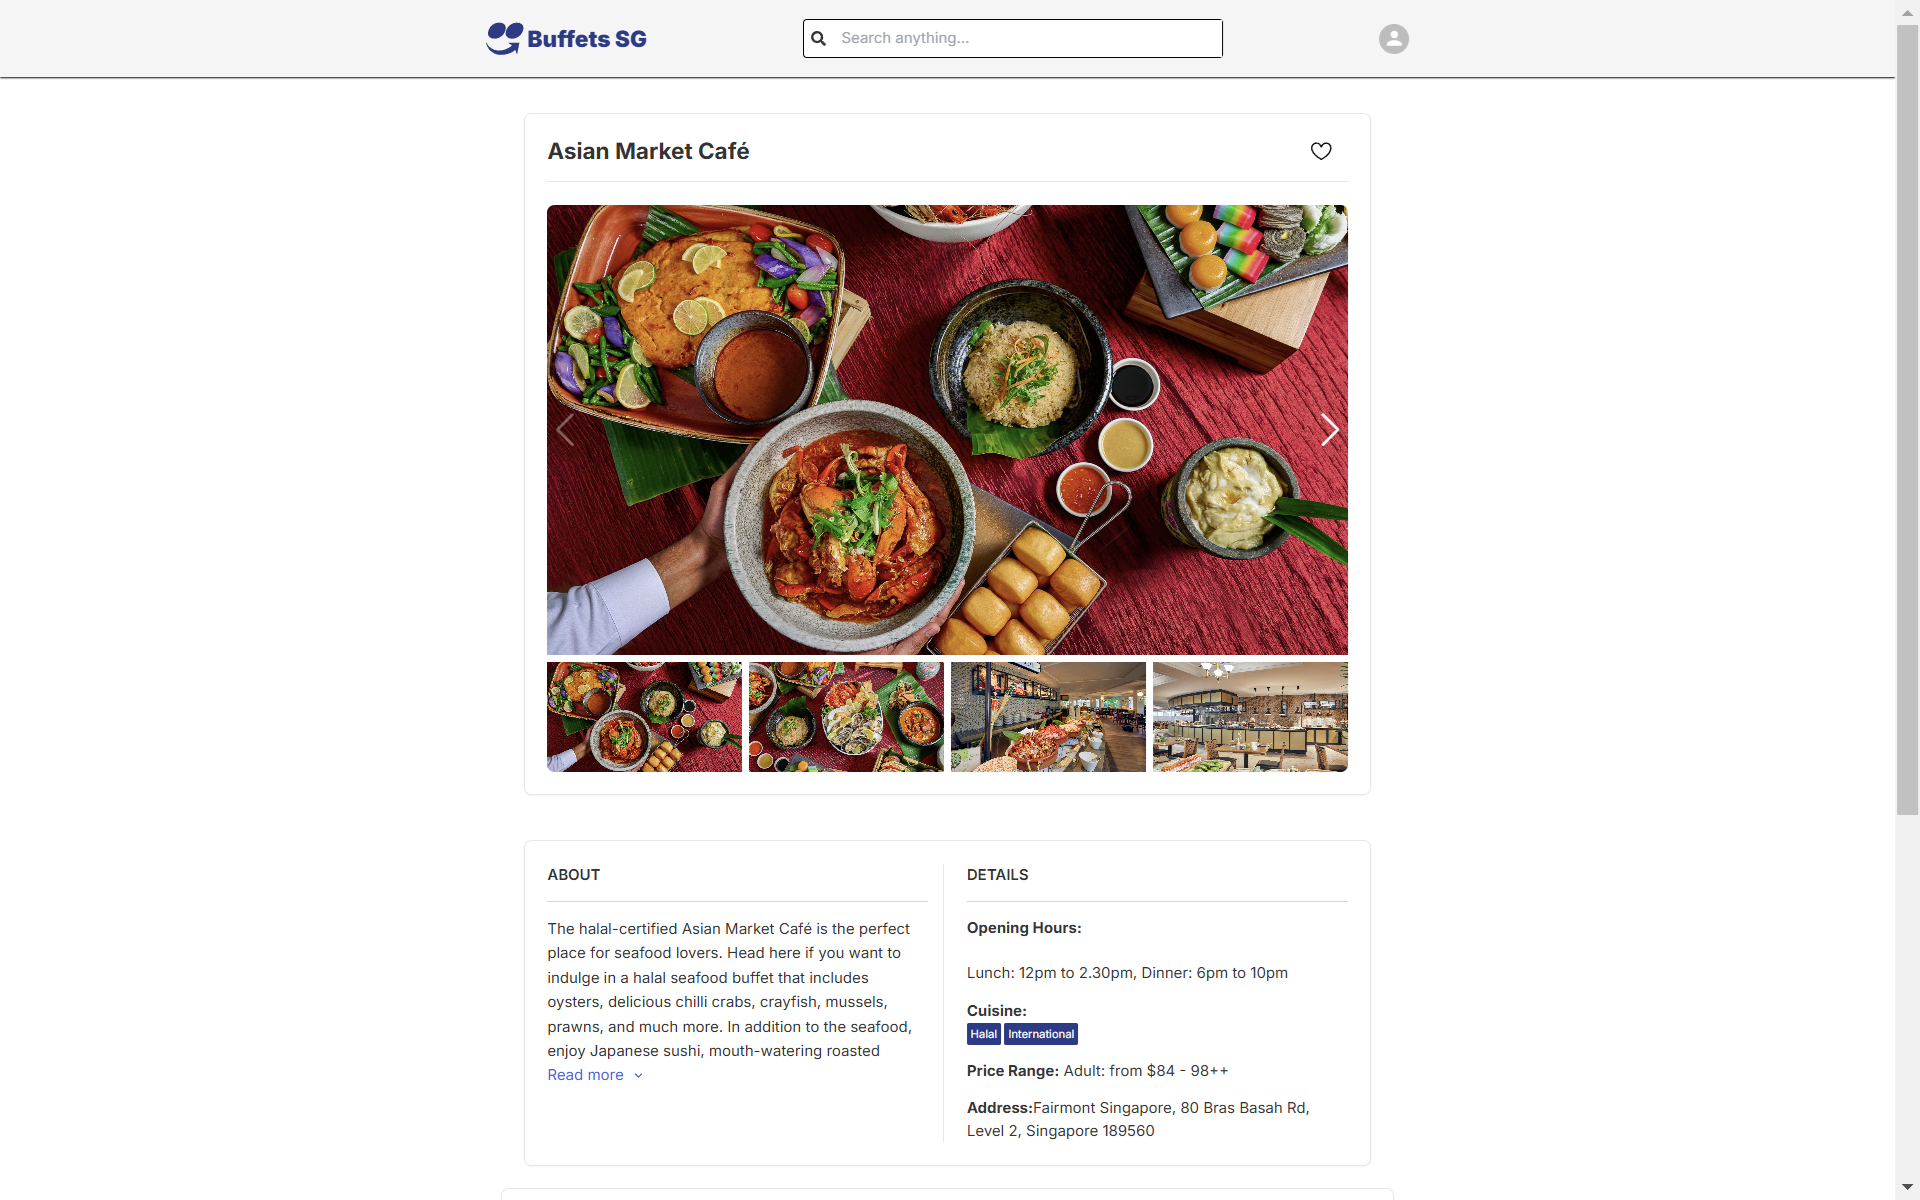 Buffets SG
Search anything...
Asian Market Café
ABOUT
The halal-certified Asian Market Café is the perfect
place for seafood lovers. Head here if you want to
indulge in a halal seafood buffet that includes
oysters, delicious chilli crabs, crayfish, mussels,
prawns, and much more. In addition to the seafood,
enjoy Japanese sushi, mouth-watering roasted
Read more
DETAILS
Opening Hours:
Lunch: 12pm to 2.30pm, Dinner: 6pm to 10pm
Cuisine:
Halal International
Price Range: Adult: from $84 - 98++
Address:Fairmont Singapore, 80 Bras Basah Rd,
Level 2, Singapore 189560